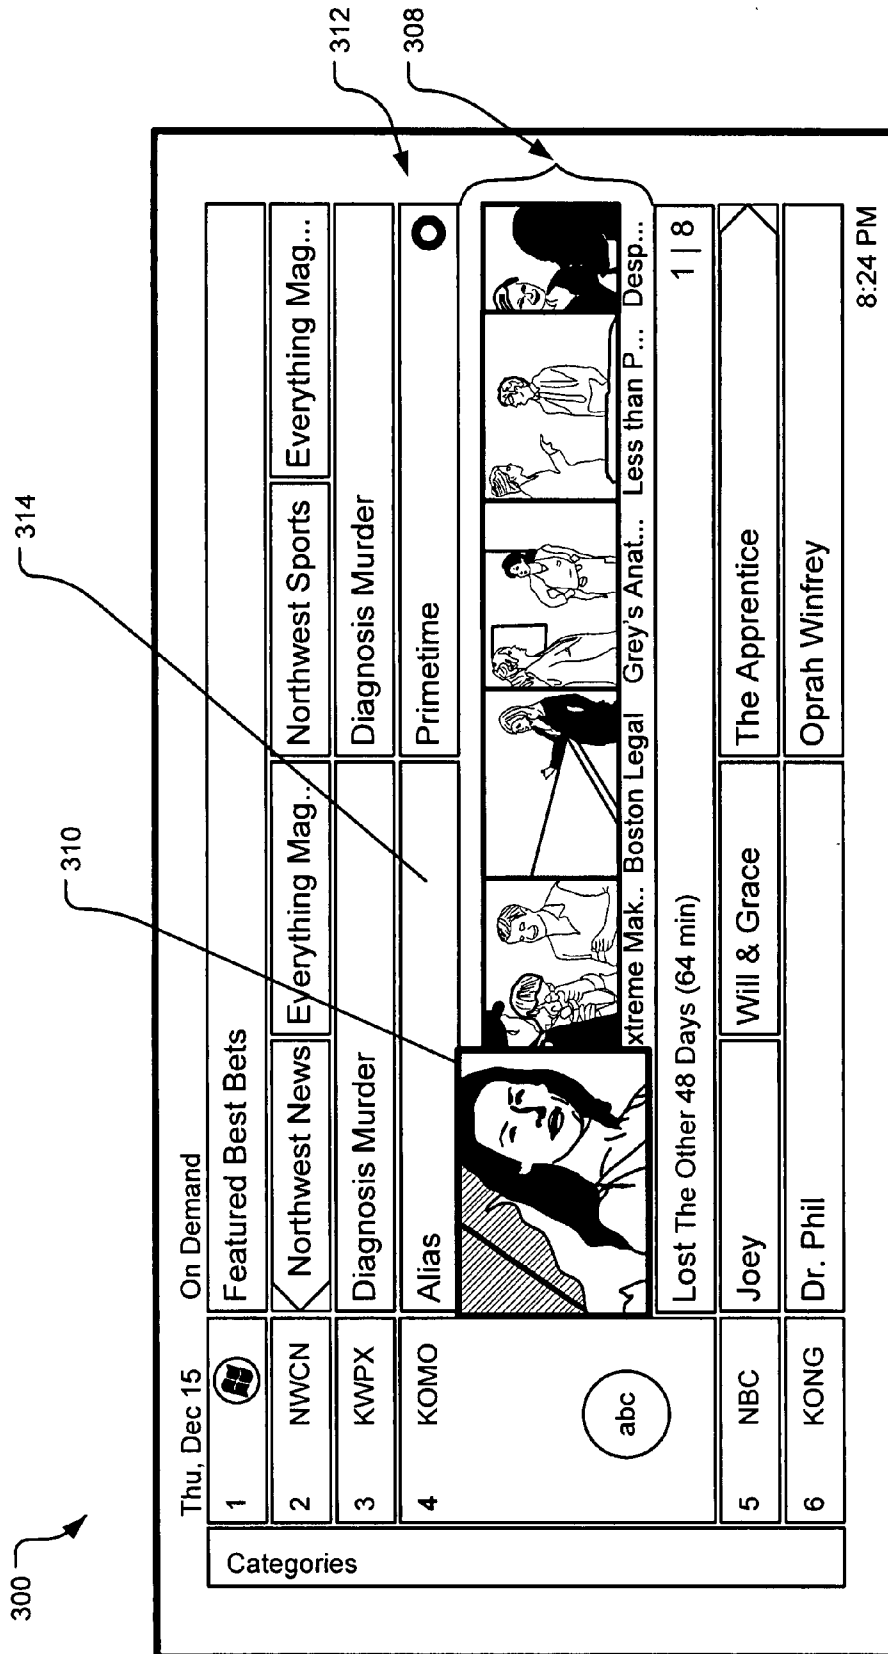 300
310
314
312
308
Thu, Dec 15 On Demand
Categories
1 Featured Best Bets
2 NWCN Northwest News Everything Mag... Northwest Sports Everything Mag...
3 KWPX Diagnosis Murder Diagnosis Murder
4 KOMO Alias Primetime
abc
xtreme Mak.. Boston Legal Grey's Anat... Less than P... Desp...
Lost The Other 48 Days (64 min) 1 | 8
5 NBC Joey Will & Grace The Apprentice
6 KONG Dr. Phil Oprah Winfrey
8:24 PM